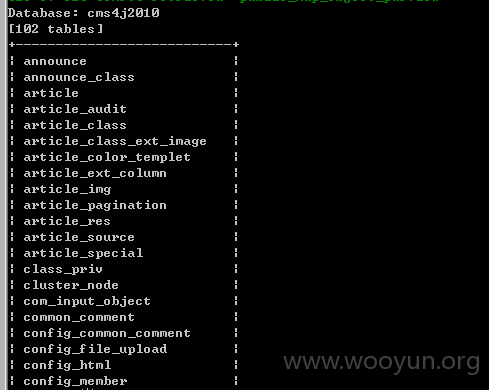 Database: cms4j2010
[102 tables]
+---------------------------+
| announce |
| announce_class |
| article |
| article_audit |
| article_class |
| article_class_ext_image |
| article_color_templet |
| article_ext_column |
| article_img |
| article_pagination |
| article_res |
| article_source |
| article_special |
| class_priv |
| cluster_node |
| com_input_object |
| common_comment |
| config_common_comment |
| config_file_upload |
| config_html |
| config_member |
www.wooyun.org